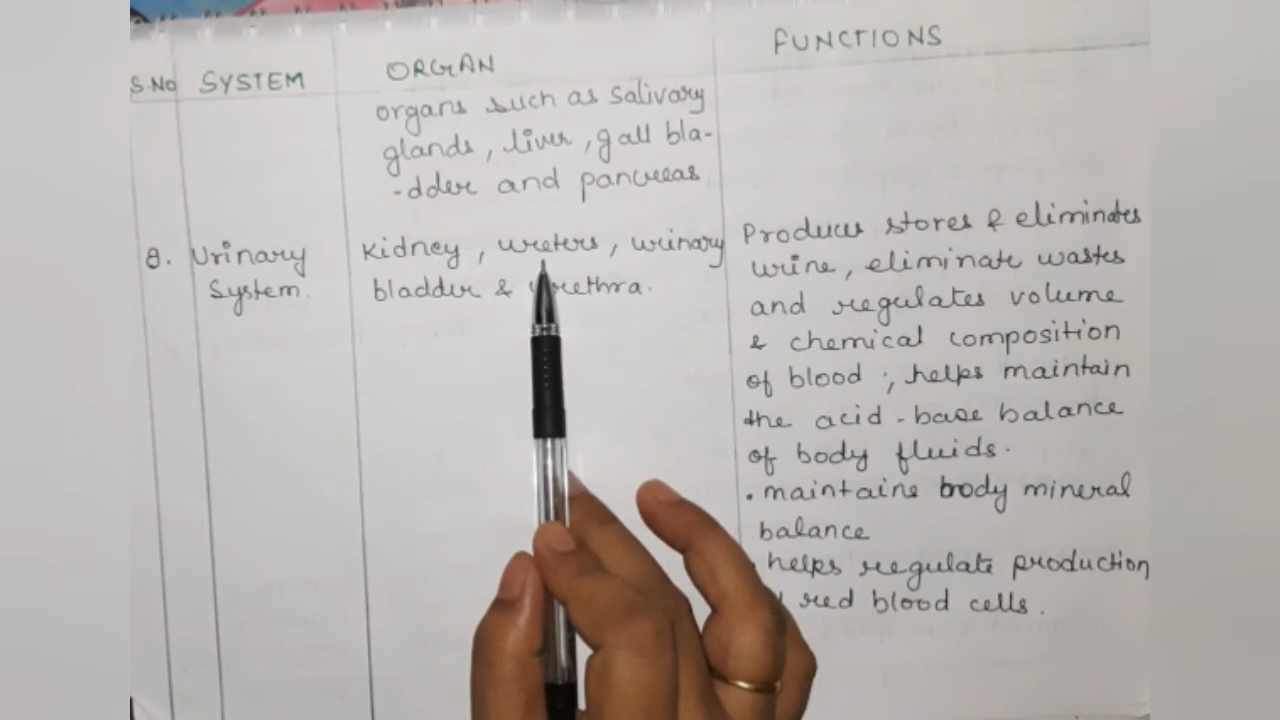 S.No SYSTEM ORGAN FUNCTIONS
organs such as salivary
glands, liver, gall bla-
-dder and pancreas.
8. Urinary
System.
Kidney, ureters, urinary
bladder & urethra.
Produces stores & eliminates
urine, eliminate wastes
and regulates volume
& chemical composition
of blood ; helps maintain
the acid-base balance
of body fluids.
. maintains body mineral
balance
helps regulate production
red blood cells.